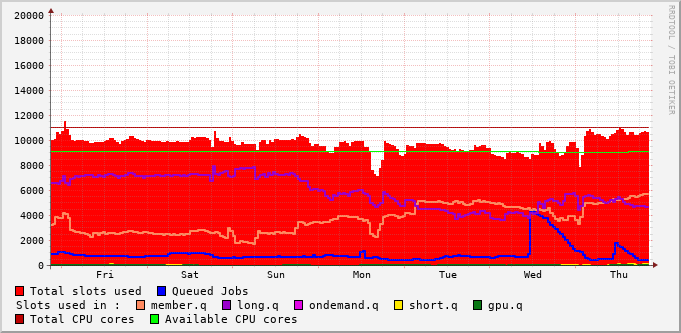 20000
18000
16000
14000
12000
10000
8000
6000
4000
2000
0
Fri Sat Sun Mon Tue Wed Thu
Total slots used Queued Jobs
Slots used in : member.q long.q ondemand.q short.q gpu.q
Total CPU cores Available CPU cores
RRDTOOL / TOBI OETIKER